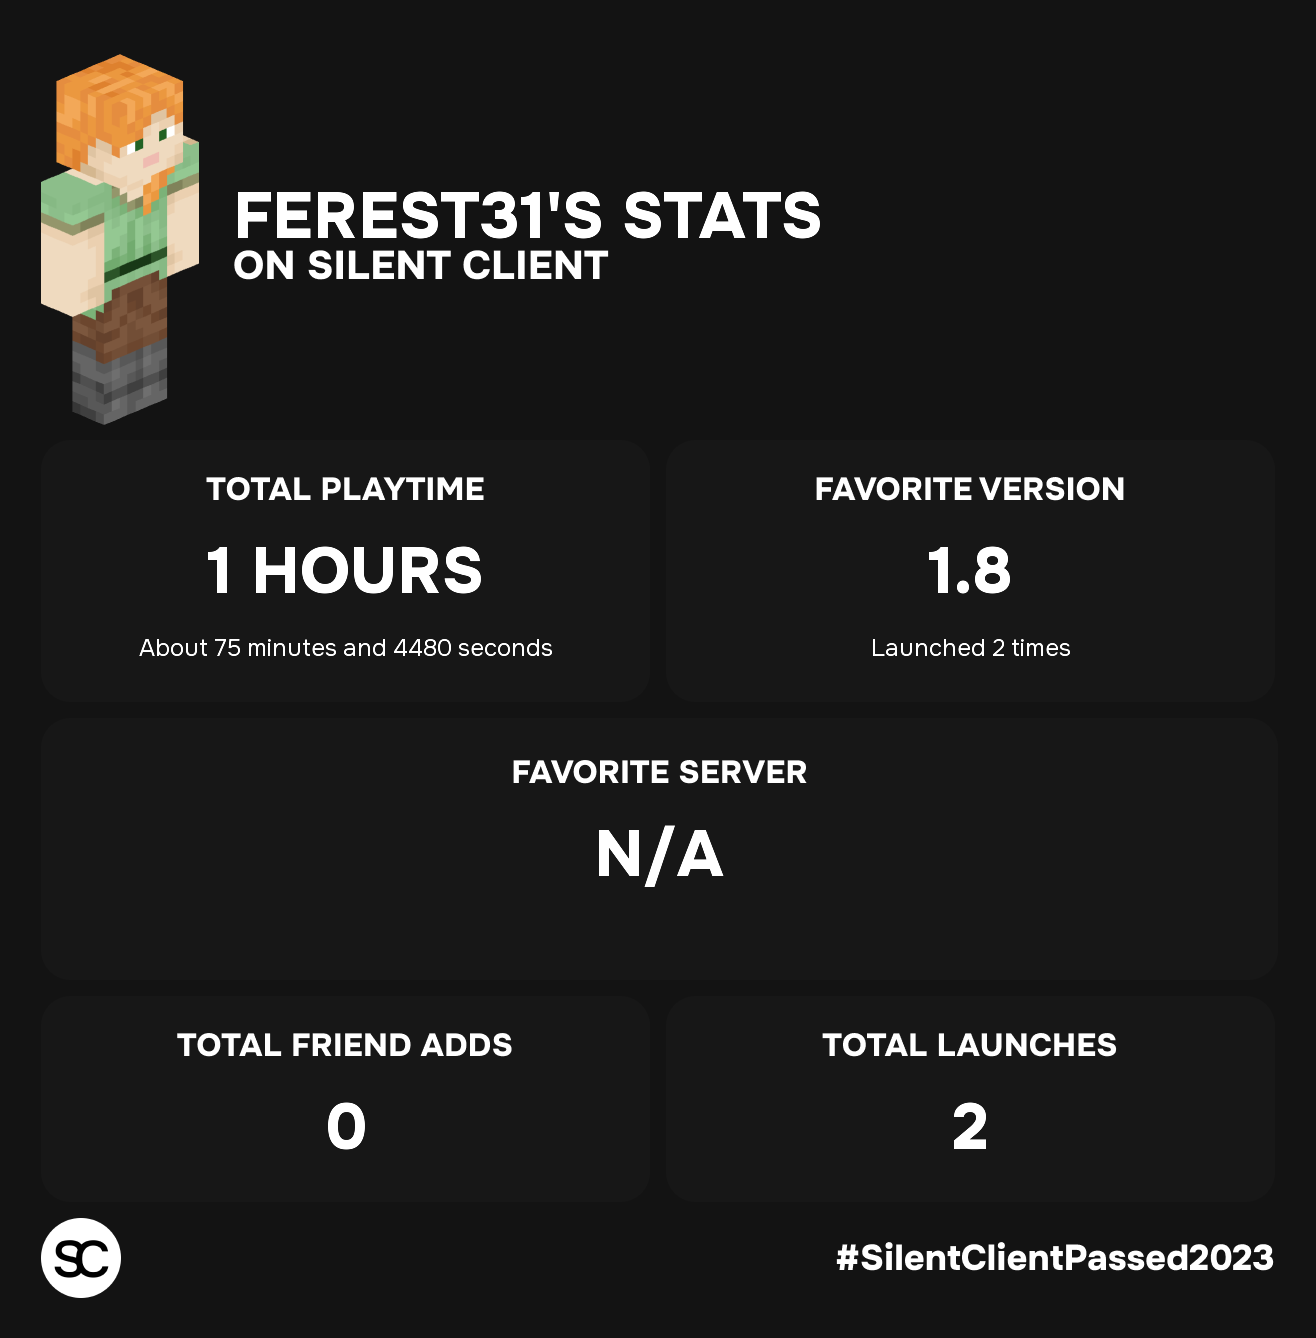 FEREST31'S STATS
ON SILENT CLIENT
TOTAL PLAYTIME
1 HOURS
About 75 minutes and 4480 seconds
FAVORITE VERSION
1.8
Launched 2 times
FAVORITE SERVER
N/A
TOTAL FRIEND ADDS
0
TOTAL LAUNCHES
2
SC
#SilentClientPassed2023